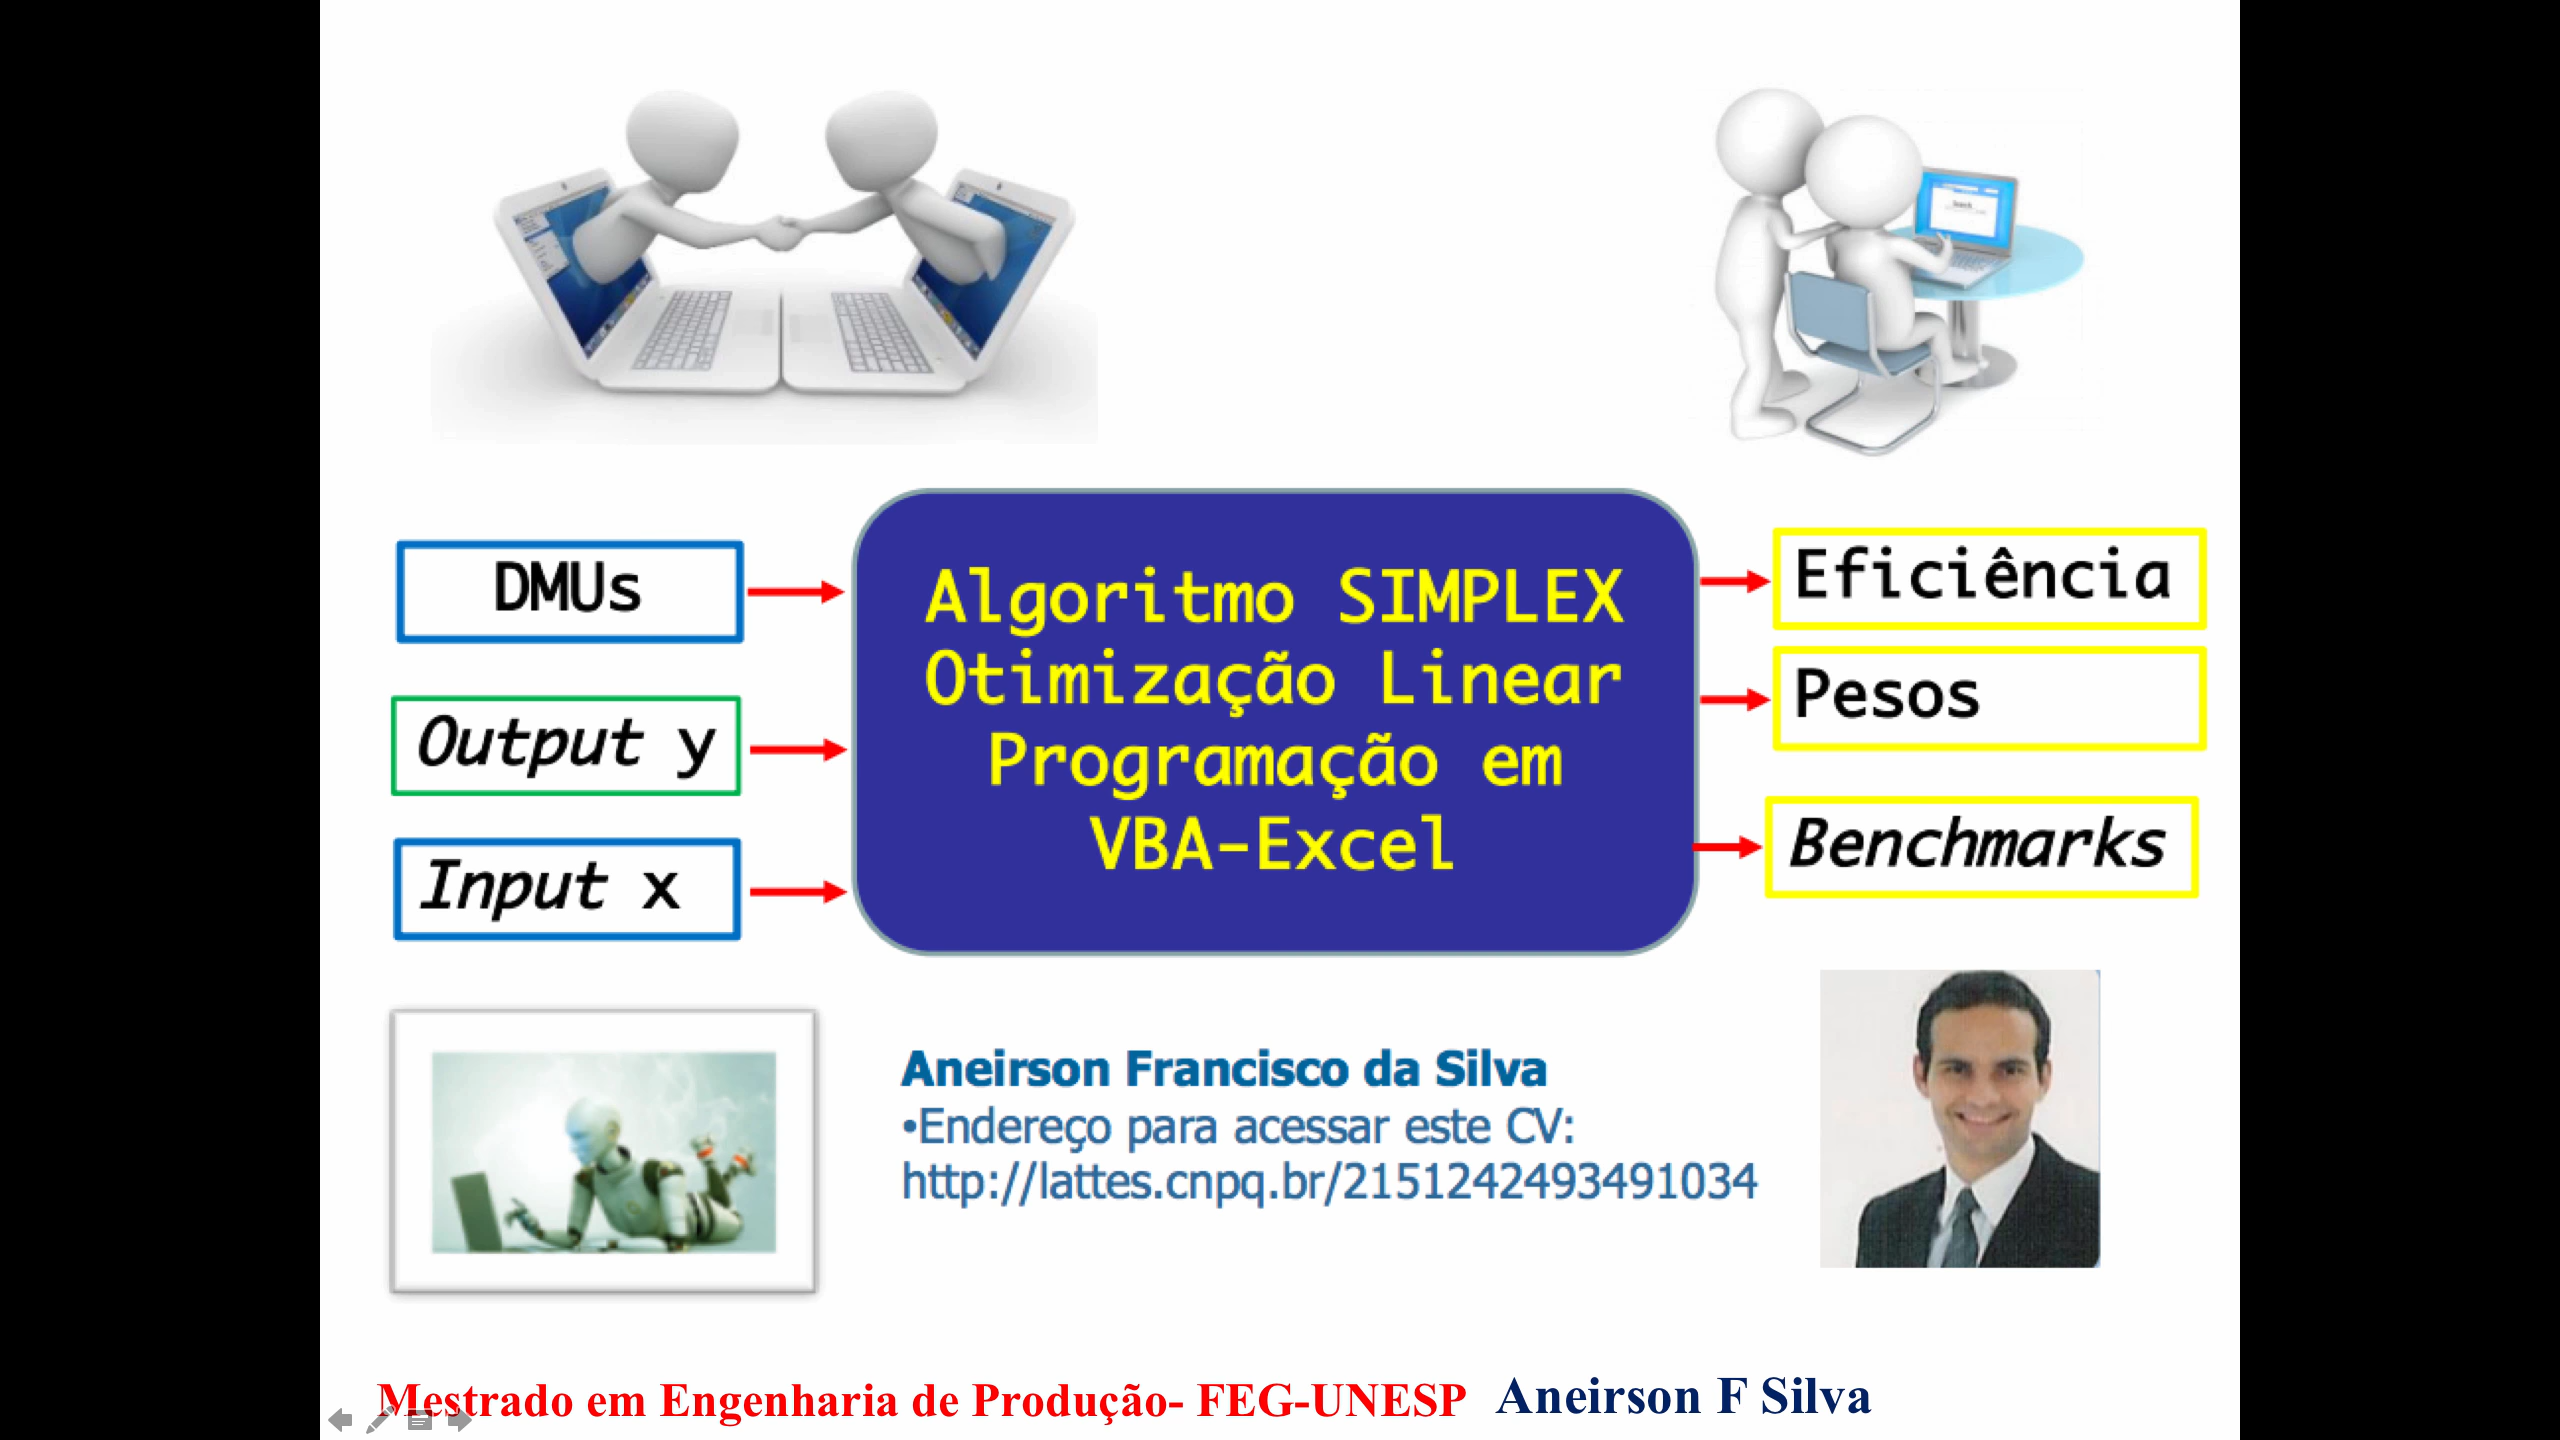 DMUs
Output y
Input x
Algoritmo SIMPLEX
Otimização Linear
Programação em
VBA-Excel
Eficiência
Pesos
Benchmarks
Aneirson Francisco da Silva
•Endereço para acessar este CV:
http://lattes.cnpq.br/2151242493491034
Mestrado em Engenharia de Produção- FEG-UNESP Aneirson F Silva